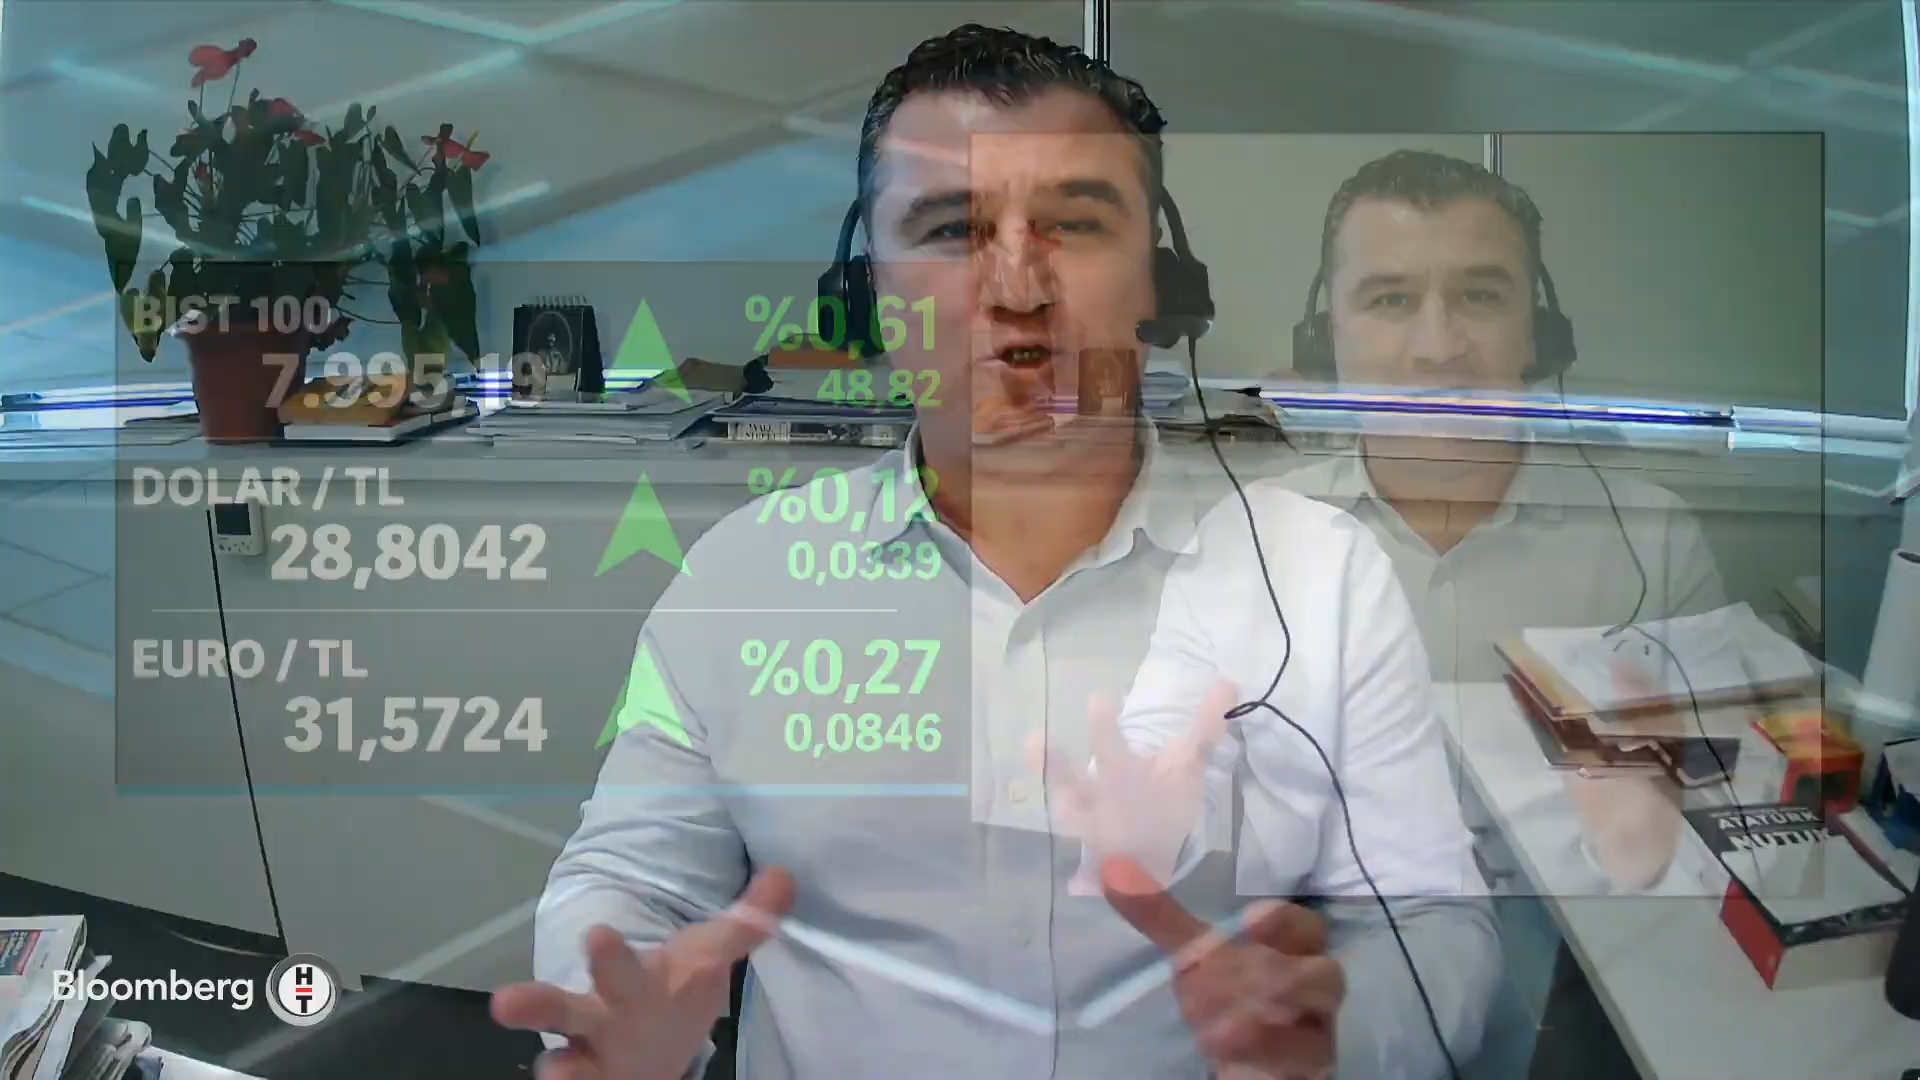 BIST 100
%0,61
7.995,19
48,82
DOLAR / TL
%0,12
28,8042
0,0339
EURO / TL
%0,27
31,5724
0,0846
ATATÜRK
NUTUK
Bloomberg HT